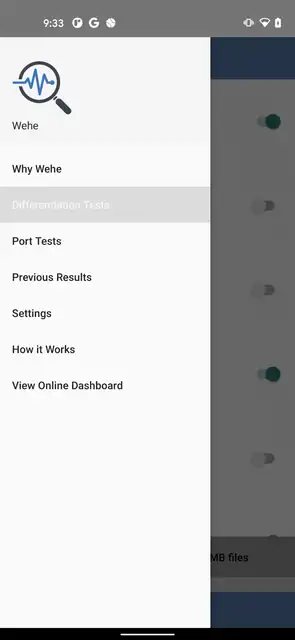 9:33
Wehe
Why Wehe
Differentiation Tests
Port Tests
Previous Results
Settings
How it Works
View Online Dashboard
MB files